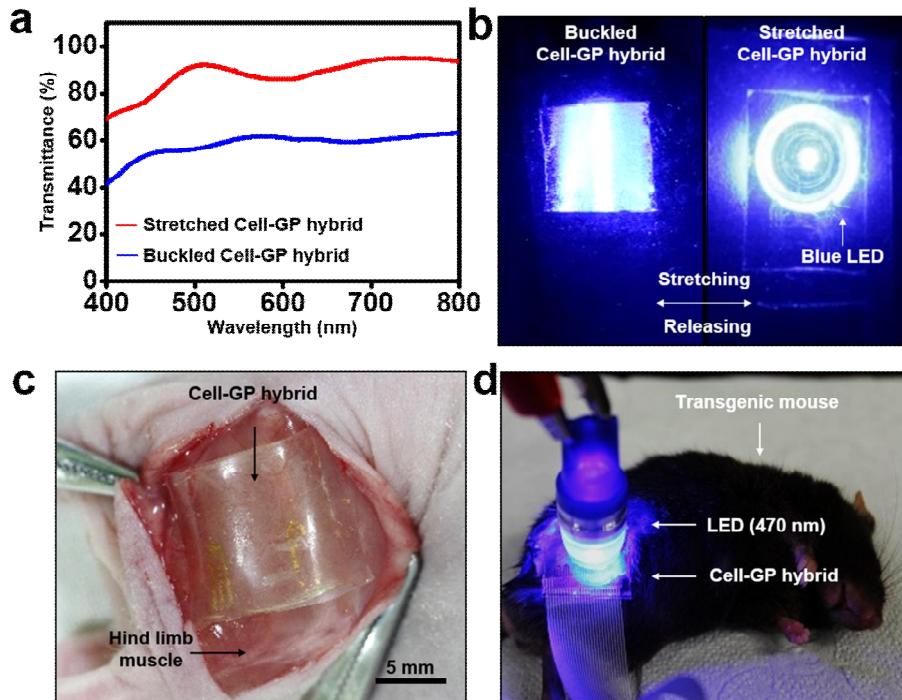 a
Transmittance (%)
100
80
60
40
20
0
Stretched Cell-GP hybrid
Buckled Cell-GP hybrid
400
500
600
700
800
Wavelength (nm)
b
Buckled
Cell-GP hybrid
Stretched
Cell-GP hybrid
Blue LED
Stretching
Releasing
c
Cell-GP hybrid
Hind limb
muscle
5 mm
d
Transgenic mouse
LED (470 nm)
Cell-GP hybrid